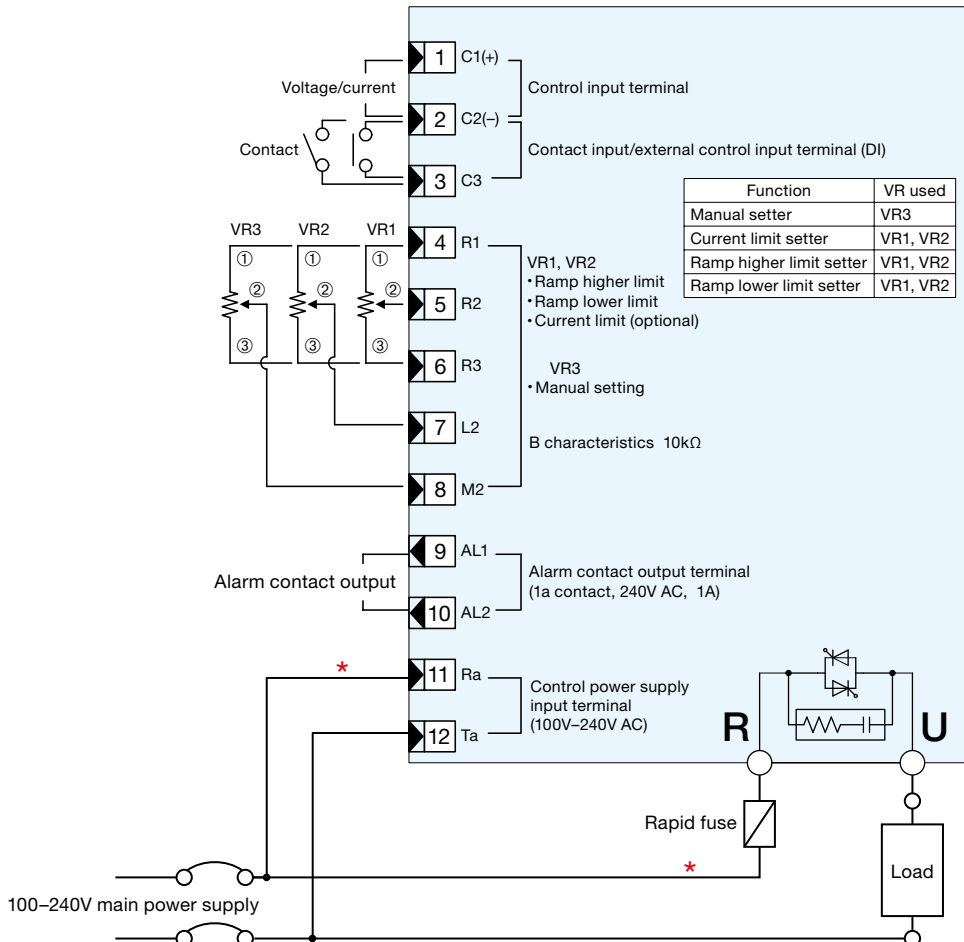 1 C1(+)
Voltage/current
Control input terminal
2 C2(–)
Contact
Contact input/external control input terminal (DI)
3 C3
Function VR used
Manual setter VR3
Current limit setter VR1, VR2
Ramp higher limit setter VR1, VR2
Ramp lower limit setter VR1, VR2
VR3 VR2 VR1
4 R1
① ① ①
VR1, VR2
・Ramp higher limit
・Ramp lower limit
・Current limit (optional)
② ② ②
5 R2
③ ③ ③
6 R3
VR3
・Manual setting
7 L2
B characteristics 10kΩ
8 M2
9 AL1
Alarm contact output
Alarm contact output terminal
(1a contact, 240V AC, 1A)
10 AL2
*
11 Ra
Control power supply
input terminal
(100V–240V AC)
12 Ta
R U
Rapid fuse
*
Load
100–240V main power supply